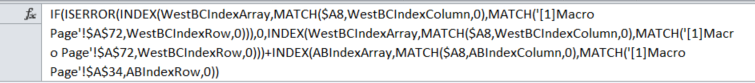 fx IF(ISERROR(INDEX(WestBCIndexArray,MATCH($A8,WestBCIndexColumn,0),MATCH('[1]Macro
Page'!$A$72,WestBCIndexRow,0))),0,INDEX(WestBCIndexArray,MATCH($A8,WestBCIndexColumn,0),MATCH('[1]Macr
o Page'!$A$72,WestBCIndexRow,0)))+INDEX(ABIndexArray,MATCH($A8,ABIndexColumn,0),MATCH('[1]Macro
Page'!$A$34,ABIndexRow,0))